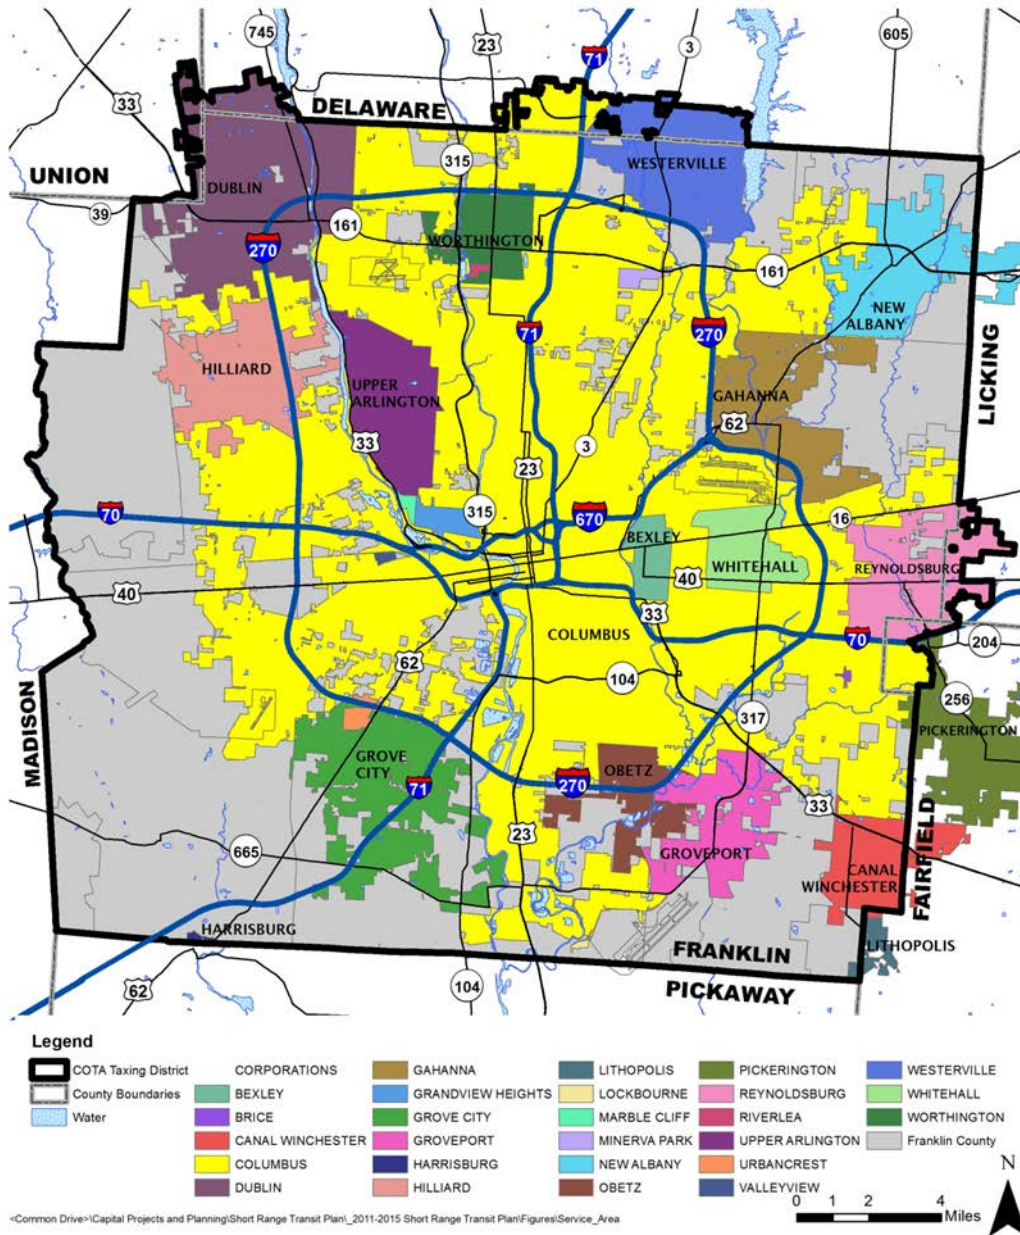 745
23
71
3
605
33
DELAWARE
315
WESTERVILLE
UNION
DUBLIN
39
161
WORTHINGTON
270
161
71
270
NEW
ALBANY
LICKING
HILLIARD
UPPER
ARLINGTON
GAHANNA
62
33
3
23
70
315
670
16
BEXLEY
WHITEHALL
REYNOLDSBURG
40
40
33
COLUMBUS
70
204
62
104
256
MADISON
317
PICKERINGTON
GROVE
CITY
OBETZ
71
270
33
23
FAIRFIELD
665
GROVEPORT
CANAL
WINCHESTER
HARRISBURG
FRANKLIN
LITHOPOLIS
62
104
PICKAWAY
Legend
COTA Taxing District
County Boundaries
Water
CORPORATIONS
BEXLEY
BRICE
CANAL WINCHESTER
COLUMBUS
DUBLIN
GAHANNA
GRANDVIEW HEIGHTS
GROVE CITY
GROVEPORT
HARRISBURG
HILLIARD
LITHOPOLIS
LOCKBOURNE
MARBLE CLIFF
MINERVA PARK
NEW ALBANY
OBETZ
PICKERINGTON
REYNOLDSBURG
RIVERLEA
UPPER ARLINGTON
URBANCREST
VALLEYVIEW
WESTERVILLE
WHITEHALL
WORTHINGTON
Franklin County
N
0 1 2 4
Miles
<Common Drive>\Capital Projects and Planning\Short Range Transit Plan\_2011-2015 Short Range Transit Plan\Figures\Service_Area